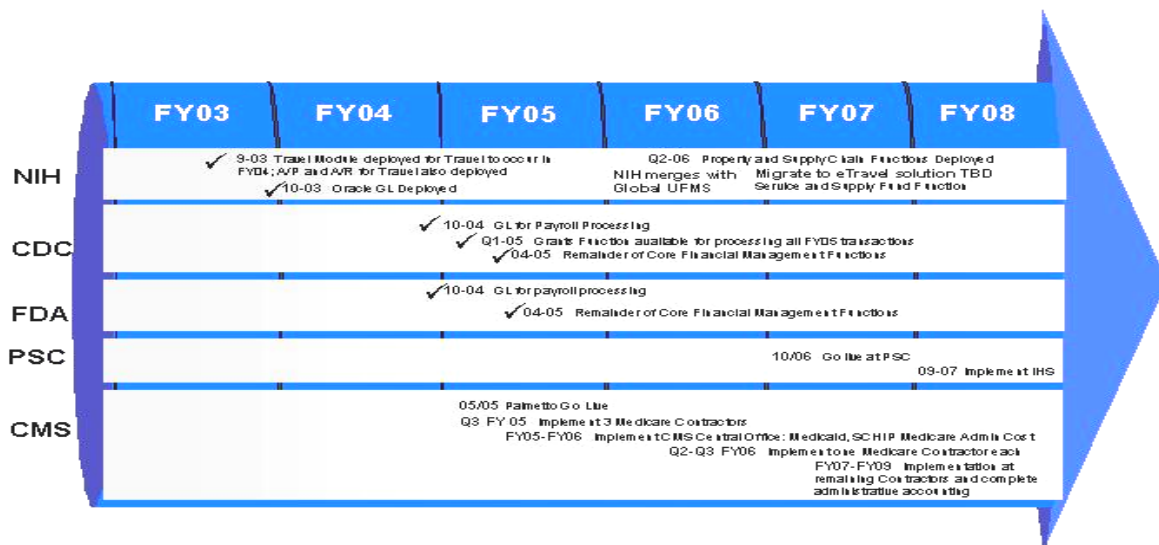 FY03 FY04 FY05 FY06 FY07 FY08
NIH
9-03 Travel Module deployed for Travel to occur in
FY04; A/P and A/R for Travel also deployed
10-03 Oracle GL Deployed
Q2-06 Property and Supply Chain Functions Deployed
NIH merges with
Global UFMS
Migrate to eTravel solution TBD
Service and Supply Fund Function
CDC
10-04 GL for Payroll Processing
Q1-05 Grants Function available for processing all FY05 transactions
04-05 Remainder of Core Financial Management Functions
FDA
10-04 GL for payroll processing
04-05 Remainder of Core Financial Management Functions
PSC
10/06 Go live at PSC
09-07 Implement IHS
CMS
05/05 Palmetto Go Live
Q3 FY 05 Implement 3 Medicare Contractors
FY05-FY06 Implement CMS Central Office: Medicaid, SCHIP Medicare Admin Cost
Q2-Q3 FY06 Implement one Medicare Contractor each
FY07-FY09 Implementation at
remaining Contractors and complete
administrative accounting